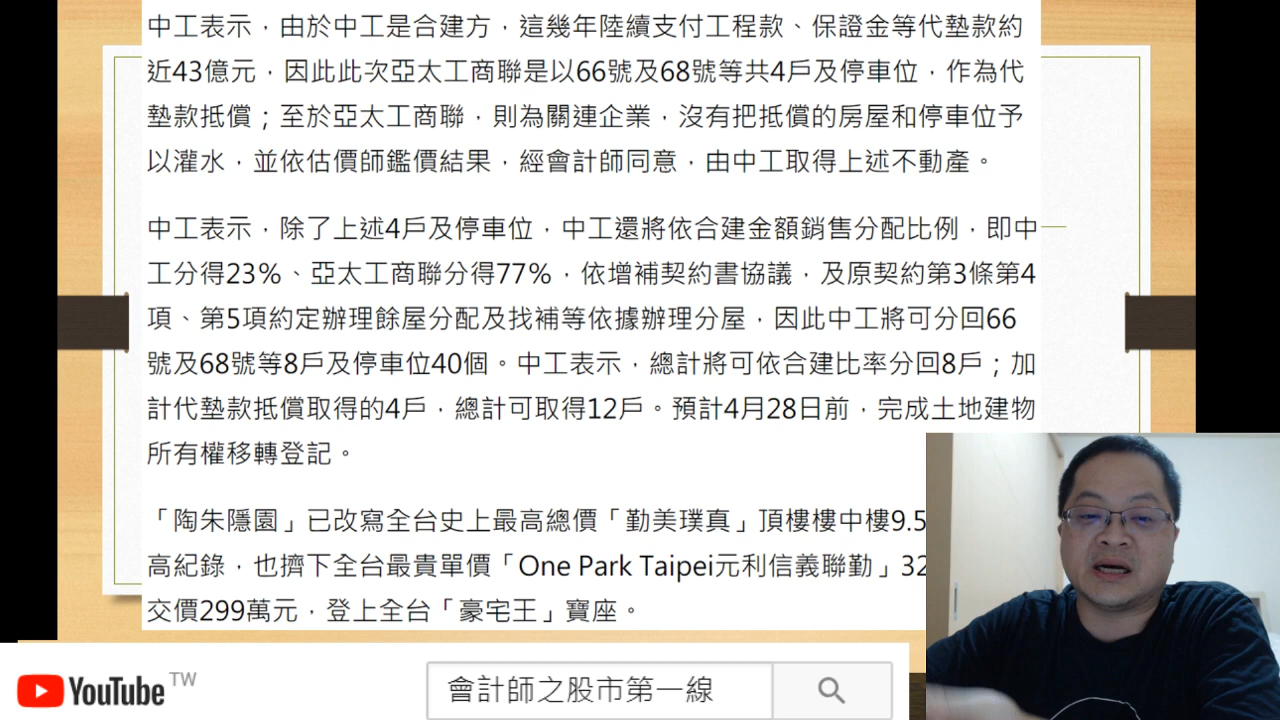 中工表示，由於中工是合建方，這幾年陸續支付工程款、保證金等代墊款約
近43億元，因此此次亞太工商聯是以66號及68號等共4戶及停車位，作為代
墊款抵償；至於亞太工商聯，則為關連企業，沒有把抵償的房屋和停車位予
以灌水，並依估價師鑑價結果，經會計師同意，由中工取得上述不動產。
中工表示，除了上述4戶及停車位，中工還將依合建金額銷售分配比例，即中
工分得23%、亞太工商聯分得77%，依增補契約書協議，及原契約第3條第4
項、第5項約定辦理餘屋分配及找補等依據辦理分屋，因此中工將可分回66
號及68號等8戶及停車位40個。中工表示，總計將可依合建比率分回8戶；加
計代墊款抵償取得的4戶，總計可取得12戶。預計4月28日前，完成土地建物
所有權移轉登記。
「陶朱隱園」已改寫全台史上最高總價「勤美璞真」頂樓樓中樓9.5
高紀錄，也擠下全台最貴單價「One Park Taipei元利信義聯勤」32
交價299萬元，登上全台「豪宅王」寶座。
YouTube TW
會計師之股市第一線